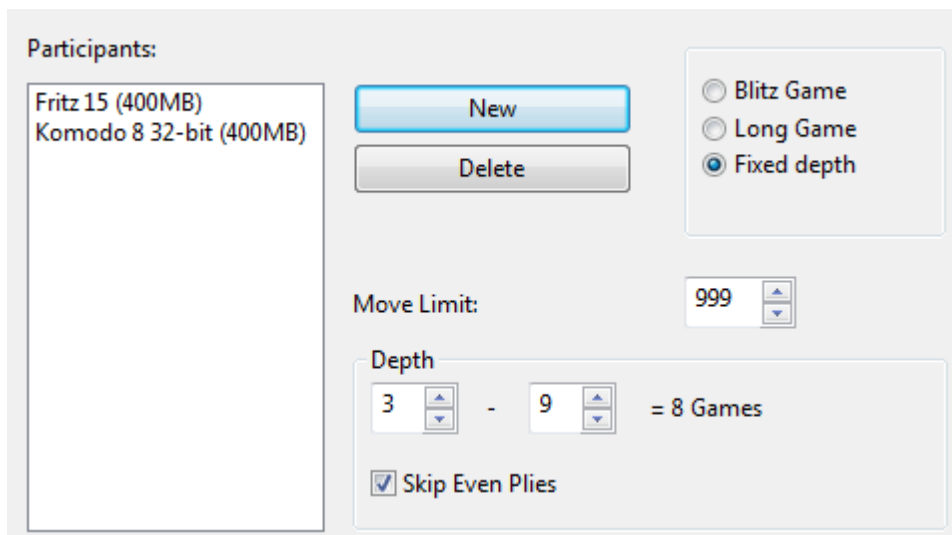 Participants:
Fritz 15 (400MB)
Komodo 8 32-bit (400MB)
New
Delete
Blitz Game
Long Game
Fixed depth
Move Limit:
999
Depth
3 - 9 = 8 Games
Skip Even Plies